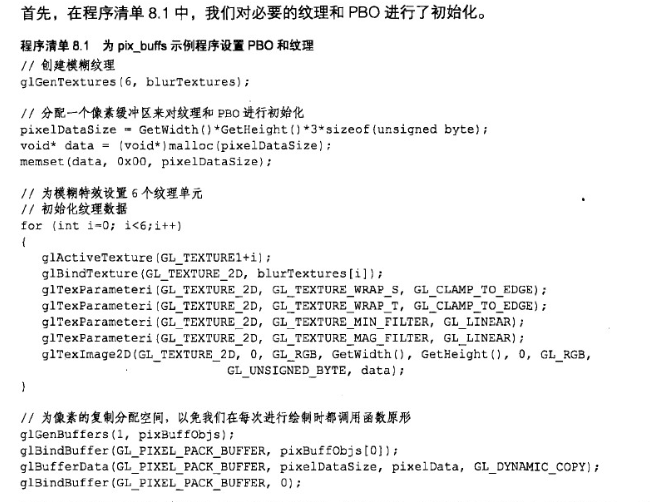 首先，在程序清单 8.1 中，我们对必要的纹理和 PBO 进行了初始化。
程序清单 8.1 为 pix_buffs 示例程序设置 PBO 和纹理
// 创建模糊纹理
glGenTextures(6, blurTextures);
// 分配一个像素缓冲区来对纹理和 PBO 进行初始化
pixelDataSize = GetWidth()*GetHeight()*3*sizeof(unsigned byte);
void* data = (void*)malloc(pixelDataSize);
memset(data, 0x00, pixelDataSize);
// 为模糊特效设置 6 个纹理单元
// 初始化纹理数据
for (int i=0; i<6;i++)
{
glActiveTexture(GL_TEXTURE1+i);
glBindTexture(GL_TEXTURE_2D, blurTextures[i]);
glTexParameteri(GL_TEXTURE_2D, GL_TEXTURE_WRAP_S, GL_CLAMP_TO_EDGE);
glTexParameteri(GL_TEXTURE_2D, GL_TEXTURE_WRAP_T, GL_CLAMP_TO_EDGE);
glTexParameteri(GL_TEXTURE_2D, GL_TEXTURE_MIN_FILTER, GL_LINEAR);
glTexParameteri(GL_TEXTURE_2D, GL_TEXTURE_MAG_FILTER, GL_LINEAR);
glTexImage2D(GL_TEXTURE_2D, 0, GL_RGB, GetWidth(), GetHeight(), 0, GL_RGB,
GL_UNSIGNED_BYTE, data);
}
// 为像素的复制分配空间，以免我们在每次进行绘制时都调用函数原形
glGenBuffers(1, pixBuffObjs);
glBindBuffer(GL_PIXEL_PACK_BUFFER, pixBuffObjs[0]);
glBufferData(GL_PIXEL_PACK_BUFFER, pixelDataSize, pixelData, GL_DYNAMIC_COPY);
glBindBuffer(GL_PIXEL_PACK_BUFFER, 0);